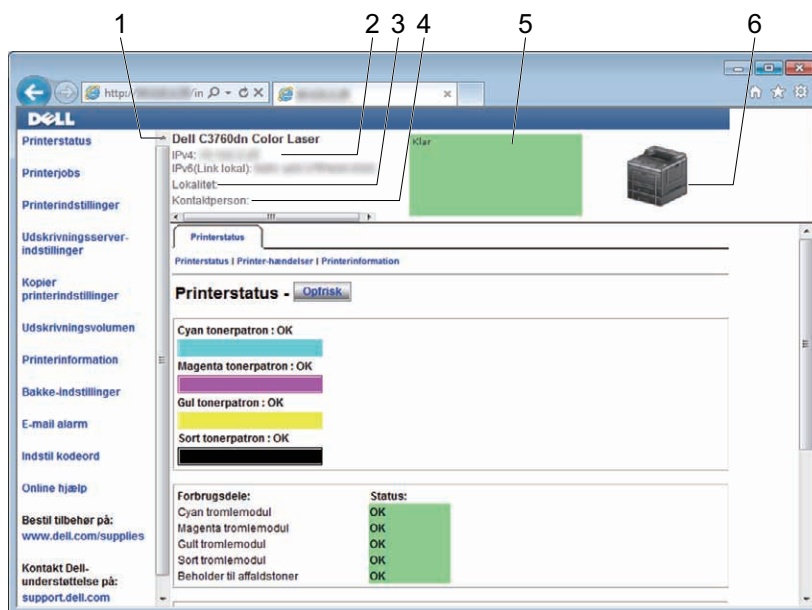 1 2 3 4 5 6
http:/ /in
DELL
Printerstatus
Printerjobs
Printerindstillinger
Udskrivningsserver-
indstillinger
Kopier
printerindstillinger
Udskrivningsvolumen
Printerinformation
Bakke-indstillinger
E-mail alarm
Indstil kodeord
Online hjælp
Bestil tilbehør på:
www.dell.com/supplies
Kontakt Dell-
understøttelse på:
support.dell.com
Dell C3760dn Color Laser
IPv4:
IPv6(Link lokal):
Lokalitet:
Kontaktperson:
Klar
Printerstatus
Printerstatus | Printer-hændelser | Printerinformation
Printerstatus - Opfrisk
Cyan tonerpatron : OK
Magenta tonerpatron : OK
Gul tonerpatron : OK
Sort tonerpatron : OK
Forbrugsdele: Status:
Cyan tromlemodul OK
Magenta tromlemodul OK
Gult tromlemodul OK
Sort tromlemodul OK
Beholder til affaldstoner OK